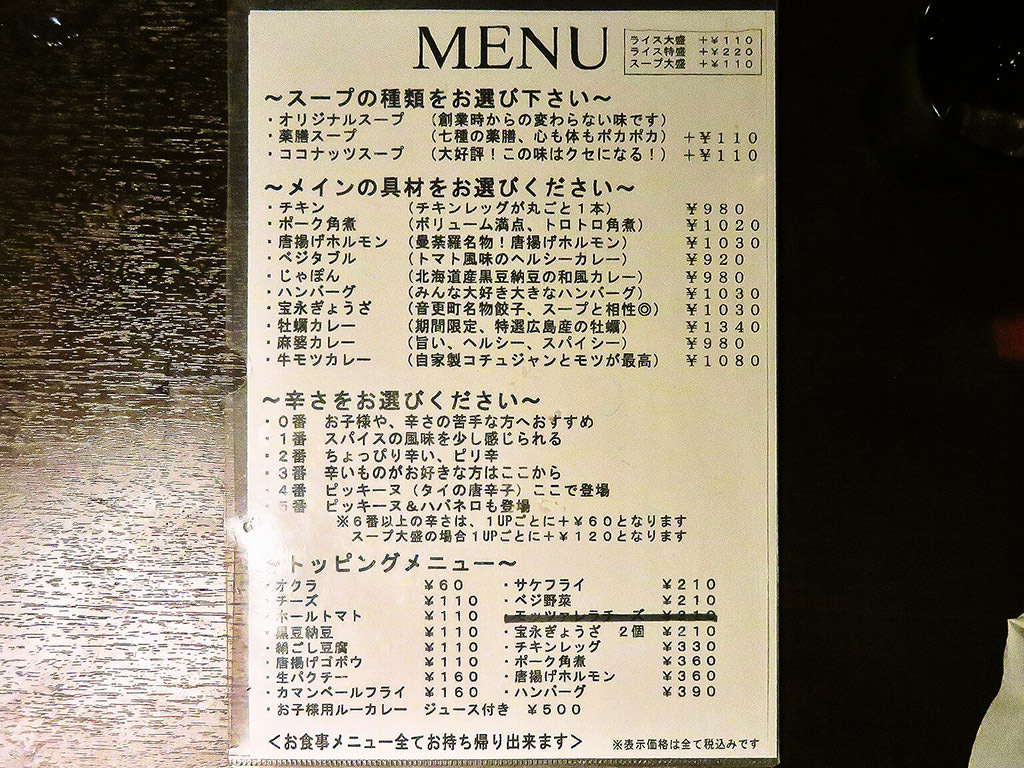 MENU
ライス大盛 +¥110
ライス特盛 +¥220
スープ大盛 +¥110
~スープの種類をお選び下さい~
・オリジナルスープ (創業時からの変わらない味です)
・薬膳スープ (七種の薬膳、心も体もポカポカ) +¥110
・ココナッツスープ (大好評!この味はクセになる!) +¥110
~メインの具材をお選びください~
・チキン (チキンレッグが丸ごと1本) ¥980
・ポーク角煮 (ボリューム満点、トロトロ角煮) ¥1020
・唐揚げホルモン (曼荼羅名物!唐揚げホルモン) ¥1030
・ベジタブル (トマト風味のヘルシーカレー) ¥920
・じゃぽん (北海道産黒豆納豆の和風カレー) ¥980
・ハンバーグ (みんな大好き大きなハンバーグ) ¥1030
・宝永ぎょうざ (音更町名物餃子、スープと相性◎) ¥1030
・牡蠣カレー (期間限定、特選広島産の牡蠣) ¥1340
・麻婆カレー (旨い、ヘルシー、スパイシー) ¥980
・牛モツカレー (自家製コチュジャンとモツが最高) ¥1080
~辛さをお選びください~
・0番 お子様や、辛さの苦手な方へおすすめ
・1番 スパイスの風味を少し感じられる
・2番 ちょっぴり辛い、ピリ辛
・3番 辛いものがお好きな方はここから
・4番 ピッキーヌ(タイの唐辛子)ここで登場
・5番 ピッキーヌ&ハバネロも登場
※6番以上の辛さは、1UPごとに+¥60となります
スープ大盛の場合1UPごとに+¥120となります
~トッピングメニュー~
・オクラ ¥60 ・サケフライ ¥210
・チーズ ¥110 ・ベジ野菜 ¥210
・ホールトマト ¥110 ・モッツァレラチーズ ¥210
・黒豆納豆 ¥110 ・宝永ぎょうざ 2個 ¥210
・絹ごし豆腐 ¥110 ・チキンレッグ ¥330
・唐揚げゴボウ ¥110 ・ポーク角煮 ¥360
・生パクチー ¥160 ・唐揚げホルモン ¥360
・カマンベールフライ ¥160 ・ハンバーグ ¥390
・お子様用ルーカレー ジュース付き ¥500
<お食事メニュー全てお持ち帰り出来ます> ※表示価格は全て税込みです